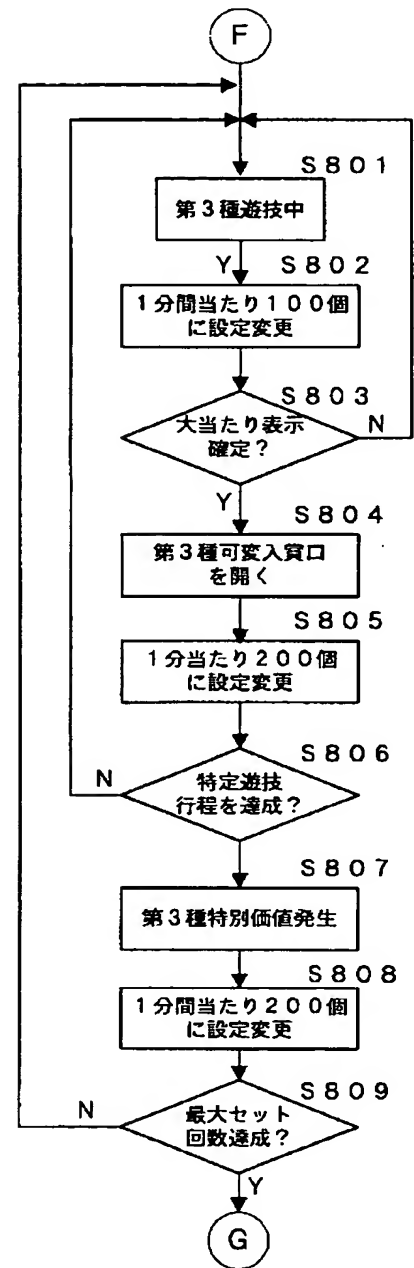 F
S801
第3種遊技中
Y
S802
1分間当たり100個
に設定変更
S803
大当たり表示
確定?
N
Y
S804
第3種可変入賞口
を開く
S805
1分当たり200個
に設定変更
S806
N
特定遊技
行程を達成?
S807
第3種特別価値発生
S808
1分間当たり200個
に設定変更
S809
N
最大セット
回数達成?
Y
G